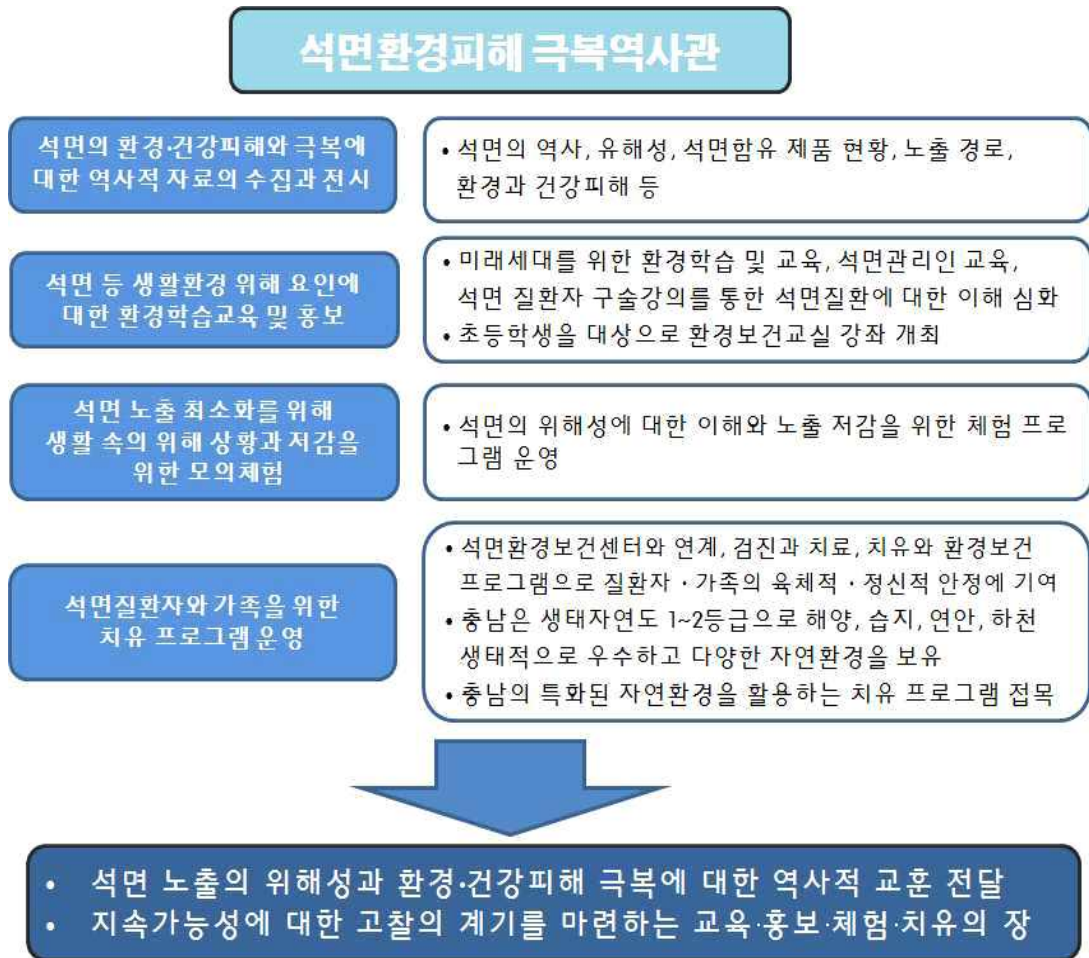 석면환경피해 극복역사관
석면의 환경·건강피해와 극복에
대한 역사적 자료의 수집과 전시
• 석면의 역사, 유해성, 석면함유 제품 현황, 노출 경로,
환경과 건강피해 등
석면 등 생활환경 위해 요인에
대한 환경학습교육 및 홍보
• 미래세대를 위한 환경학습 및 교육, 석면관리인 교육,
석면 질환자 구술강의를 통한 석면질환에 대한 이해 심화
• 초등학생을 대상으로 환경보건교실 강좌 개최
석면 노출 최소화를 위해
생활 속의 위해 상황과 저감을
위한 모의체험
• 석면의 위해성에 대한 이해와 노출 저감을 위한 체험 프로
그램 운영
석면질환자와 가족을 위한
치유 프로그램 운영
• 석면환경보건센터와 연계, 검진과 치료, 치유와 환경보건
프로그램으로 질환자 · 가족의 육체적 · 정신적 안정에 기여
• 충남은 생태자연도 1~2등급으로 해양, 습지, 연안, 하천
생태적으로 우수하고 다양한 자연환경을 보유
• 충남의 특화된 자연환경을 활용하는 치유 프로그램 접목
• 석면 노출의 위해성과 환경·건강피해 극복에 대한 역사적 교훈 전달
• 지속가능성에 대한 고찰의 계기를 마련하는 교육·홍보·체험·치유의 장